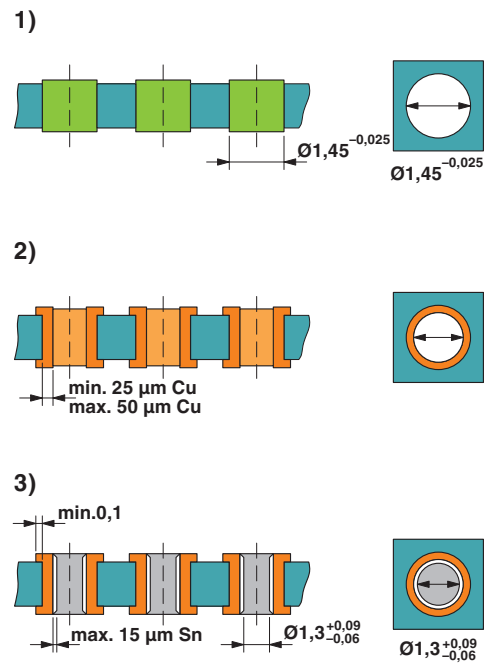 1)
Ø1,45 −0,025
Ø1,45 −0,025
2)
min. 25 µm Cu
max. 50 µm Cu
3)
min.0,1
max. 15 µm Sn
Ø1,3 +0,09 −0,06
Ø1,3 +0,09 −0,06